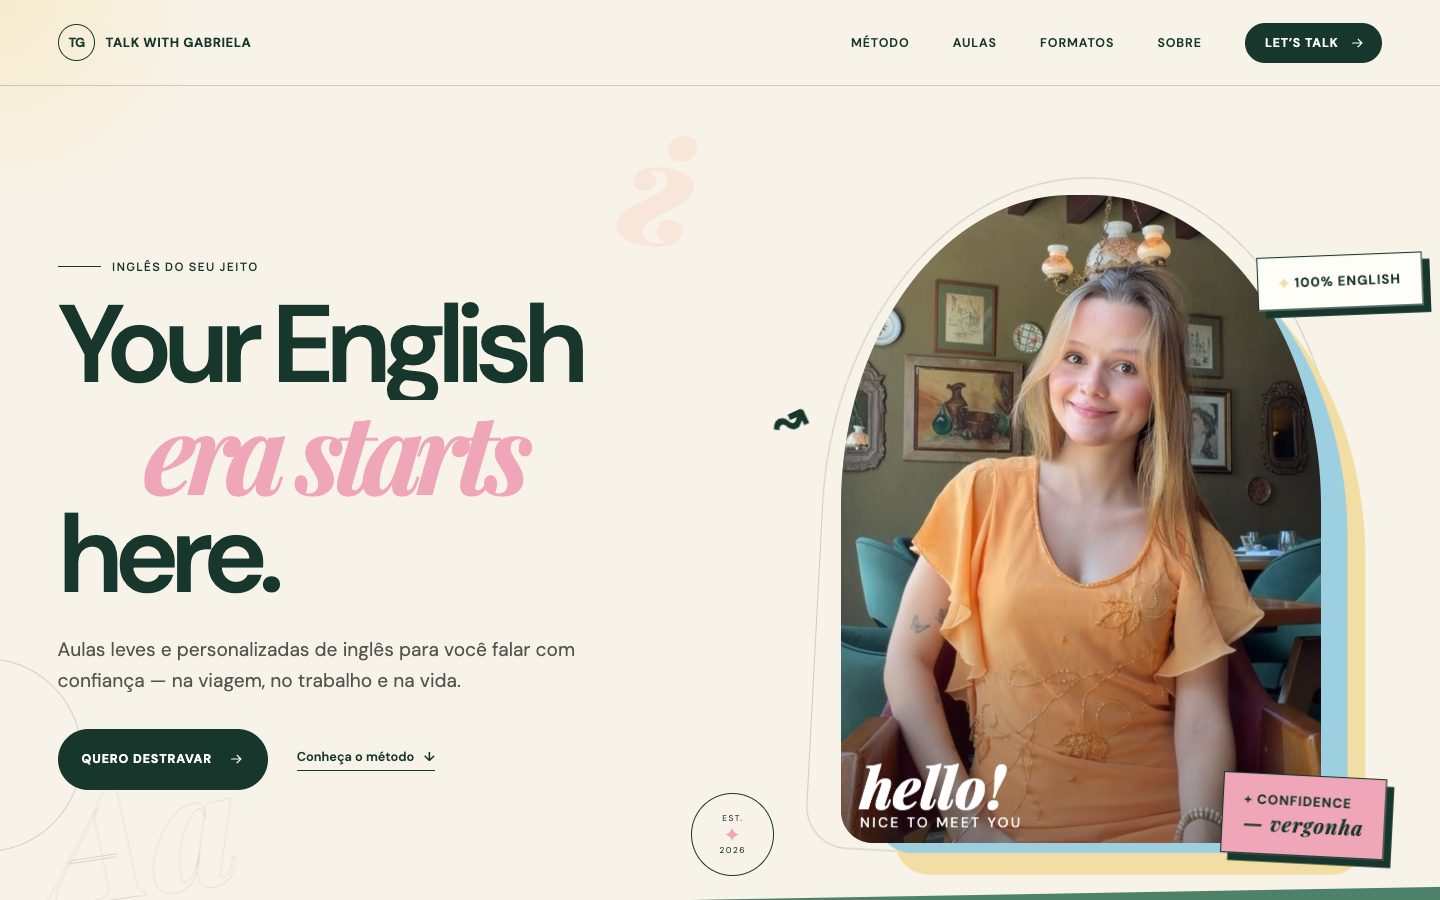 TG TALK WITH GABRIELA
MÉTODO AULAS FORMATOS SOBRE LET'S TALK →
¿
✦ 100% ENGLISH
INGLÊS DO SEU JEITO
Your English
era starts
here.
Aulas leves e personalizadas de inglês para você falar com
confiança — na viagem, no trabalho e na vida.
QUERO DESTRAVAR → Conheça o método ↓
Aa
EST.
✦
2026
hello!
NICE TO MEET YOU
+ CONFIDENCE
— vergonha